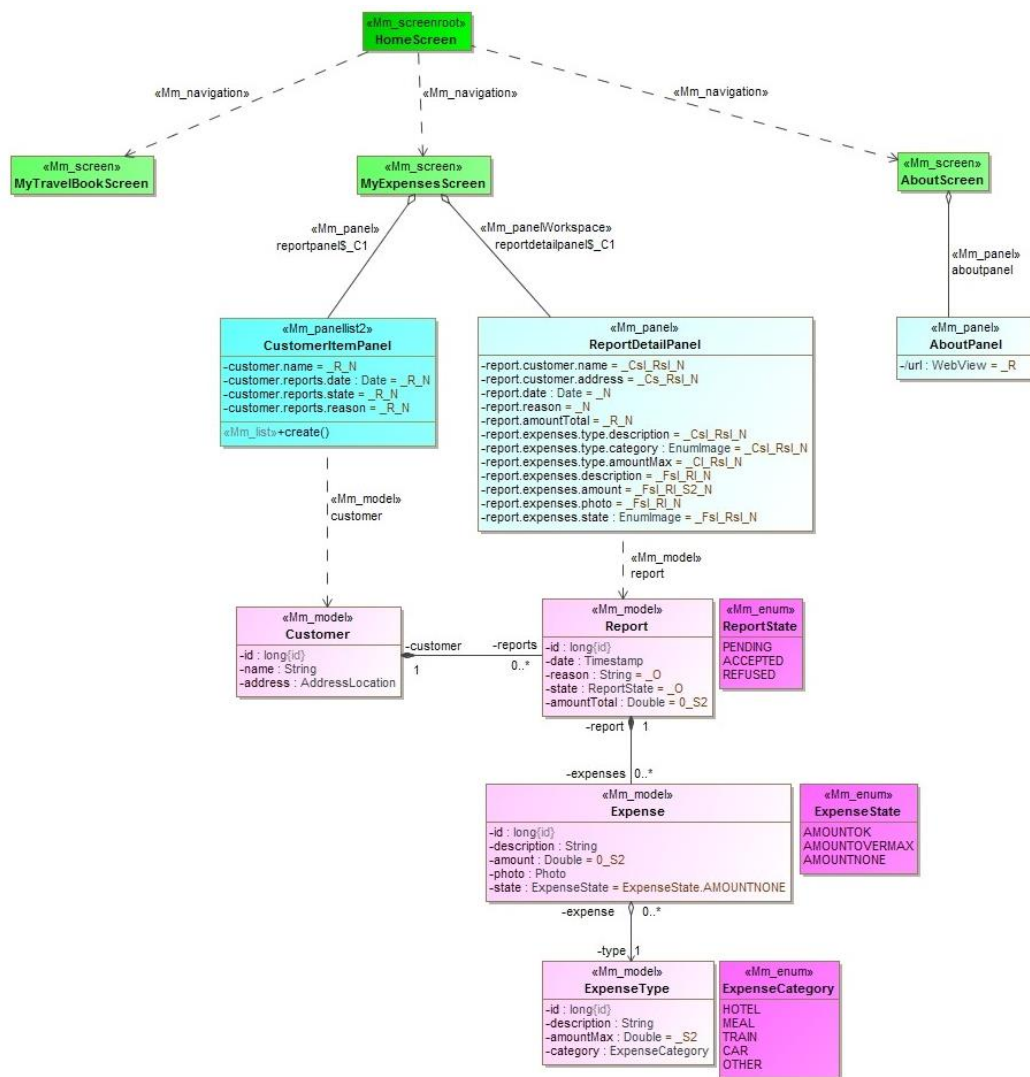 «Mm_screenroot»
HomeScreen
«Mm_navigation»
«Mm_navigation»
«Mm_navigation»
«Mm_screen»
MyTravelBookScreen
«Mm_screen»
MyExpensesScreen
«Mm_screen»
AboutScreen
«Mm_panel»
reportpanel$_C1
«Mm_panelWorkspace»
reportdetailpanel$_C1
«Mm_panel»
aboutpanel
«Mm_panellist2»
CustomerItemPanel
-customer.name = _R_N
-customer.reports.date : Date = _R_N
-customer.reports.state = _R_N
-customer.reports.reason = _R_N
«Mm_list»+create()
«Mm_panel»
ReportDetailPanel
-report.customer.name = _Csl_Rsl_N
-report.customer.address = _Cs_Rsl_N
-report.date : Date = _N
-report.reason = _N
-report.amountTotal = _R_N
-report.expenses.type.description = _Csl_Rsl_N
-report.expenses.type.category : EnumImage = _Csl_Rsl_N
-report.expenses.type.amountMax = _Cl_Rsl_N
-report.expenses.description = _Fsl_Rl_N
-report.expenses.amount = _Fsl_Rl_S2_N
-report.expenses.photo = _Fsl_Rl_N
-report.expenses.state : EnumImage = _Fsl_Rsl_N
«Mm_panel»
AboutPanel
-/url : WebView = _R
«Mm_model»
customer
«Mm_model»
report
«Mm_model»
Customer
-id : long{id}
-name : String
-address : AddressLocation
-customer
1
-reports
0..*
«Mm_model»
Report
-id : long{id}
-date : Timestamp
-reason : String = _O
-state : ReportState = _O
-amountTotal : Double = 0_S2
«Mm_enum»
ReportState
PENDING
ACCEPTED
REFUSED
-report
1
-expenses
0..*
«Mm_model»
Expense
-id : long{id}
-description : String
-amount : Double = 0_S2
-photo : Photo
-state : ExpenseState = ExpenseState.AMOUNTNONE
«Mm_enum»
ExpenseState
AMOUNTOK
AMOUNTOVERMAX
AMOUNTNONE
-expense
0..*
-type
1
«Mm_model»
ExpenseType
-id : long{id}
-description : String
-amountMax : Double = _S2
-category : ExpenseCategory
«Mm_enum»
ExpenseCategory
HOTEL
MEAL
TRAIN
CAR
OTHER